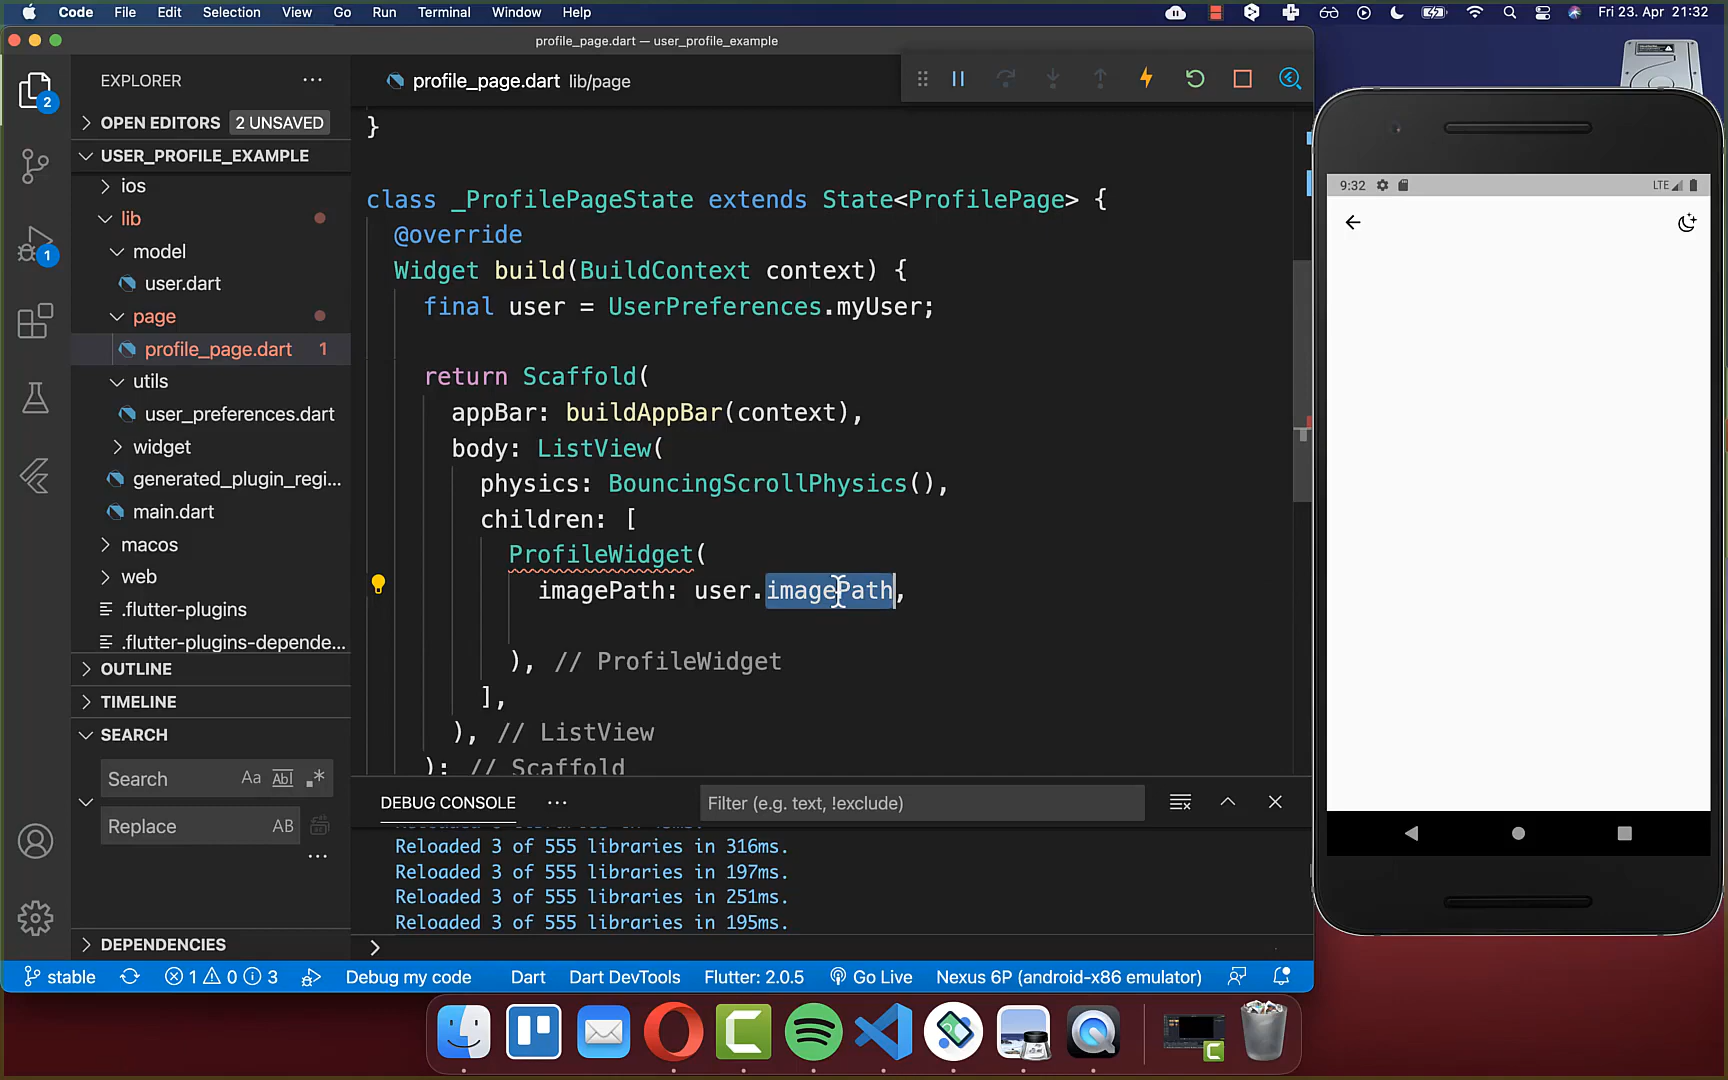 Code File Edit Selection View Go Run Terminal Window Help Fri 23. Apr 21:32
profile_page.dart — user_profile_example
EXPLORER
profile_page.dart lib/page
OPEN EDITORS 2 UNSAVED
USER_PROFILE_EXAMPLE
ios
lib
model
user.dart
page
profile_page.dart 1
utils
user_preferences.dart
widget
generated_plugin_regi...
main.dart
macos
web
.flutter-plugins
.flutter-plugins-depende...
OUTLINE
TIMELINE
SEARCH
Search Aa Abl .*
Replace AB
DEPENDENCIES
2
1
}
class _ProfilePageState extends State<ProfilePage> {
@override
Widget build(BuildContext context) {
final user = UserPreferences.myUser;
return Scaffold(
appBar: buildAppBar(context),
body: ListView(
physics: BouncingScrollPhysics(),
children: [
ProfileWidget(
imagePath: user.imagePath,
), // ProfileWidget
],
), // ListView
); // Scaffold
DEBUG CONSOLE Filter (e.g. text, !exclude)
Reloaded 3 of 555 libraries in 316ms.
Reloaded 3 of 555 libraries in 197ms.
Reloaded 3 of 555 libraries in 251ms.
Reloaded 3 of 555 libraries in 195ms.
stable 1 0 3 Debug my code Dart Dart DevTools Flutter: 2.0.5 Go Live Nexus 6P (android-x86 emulator)
9:32 LTE